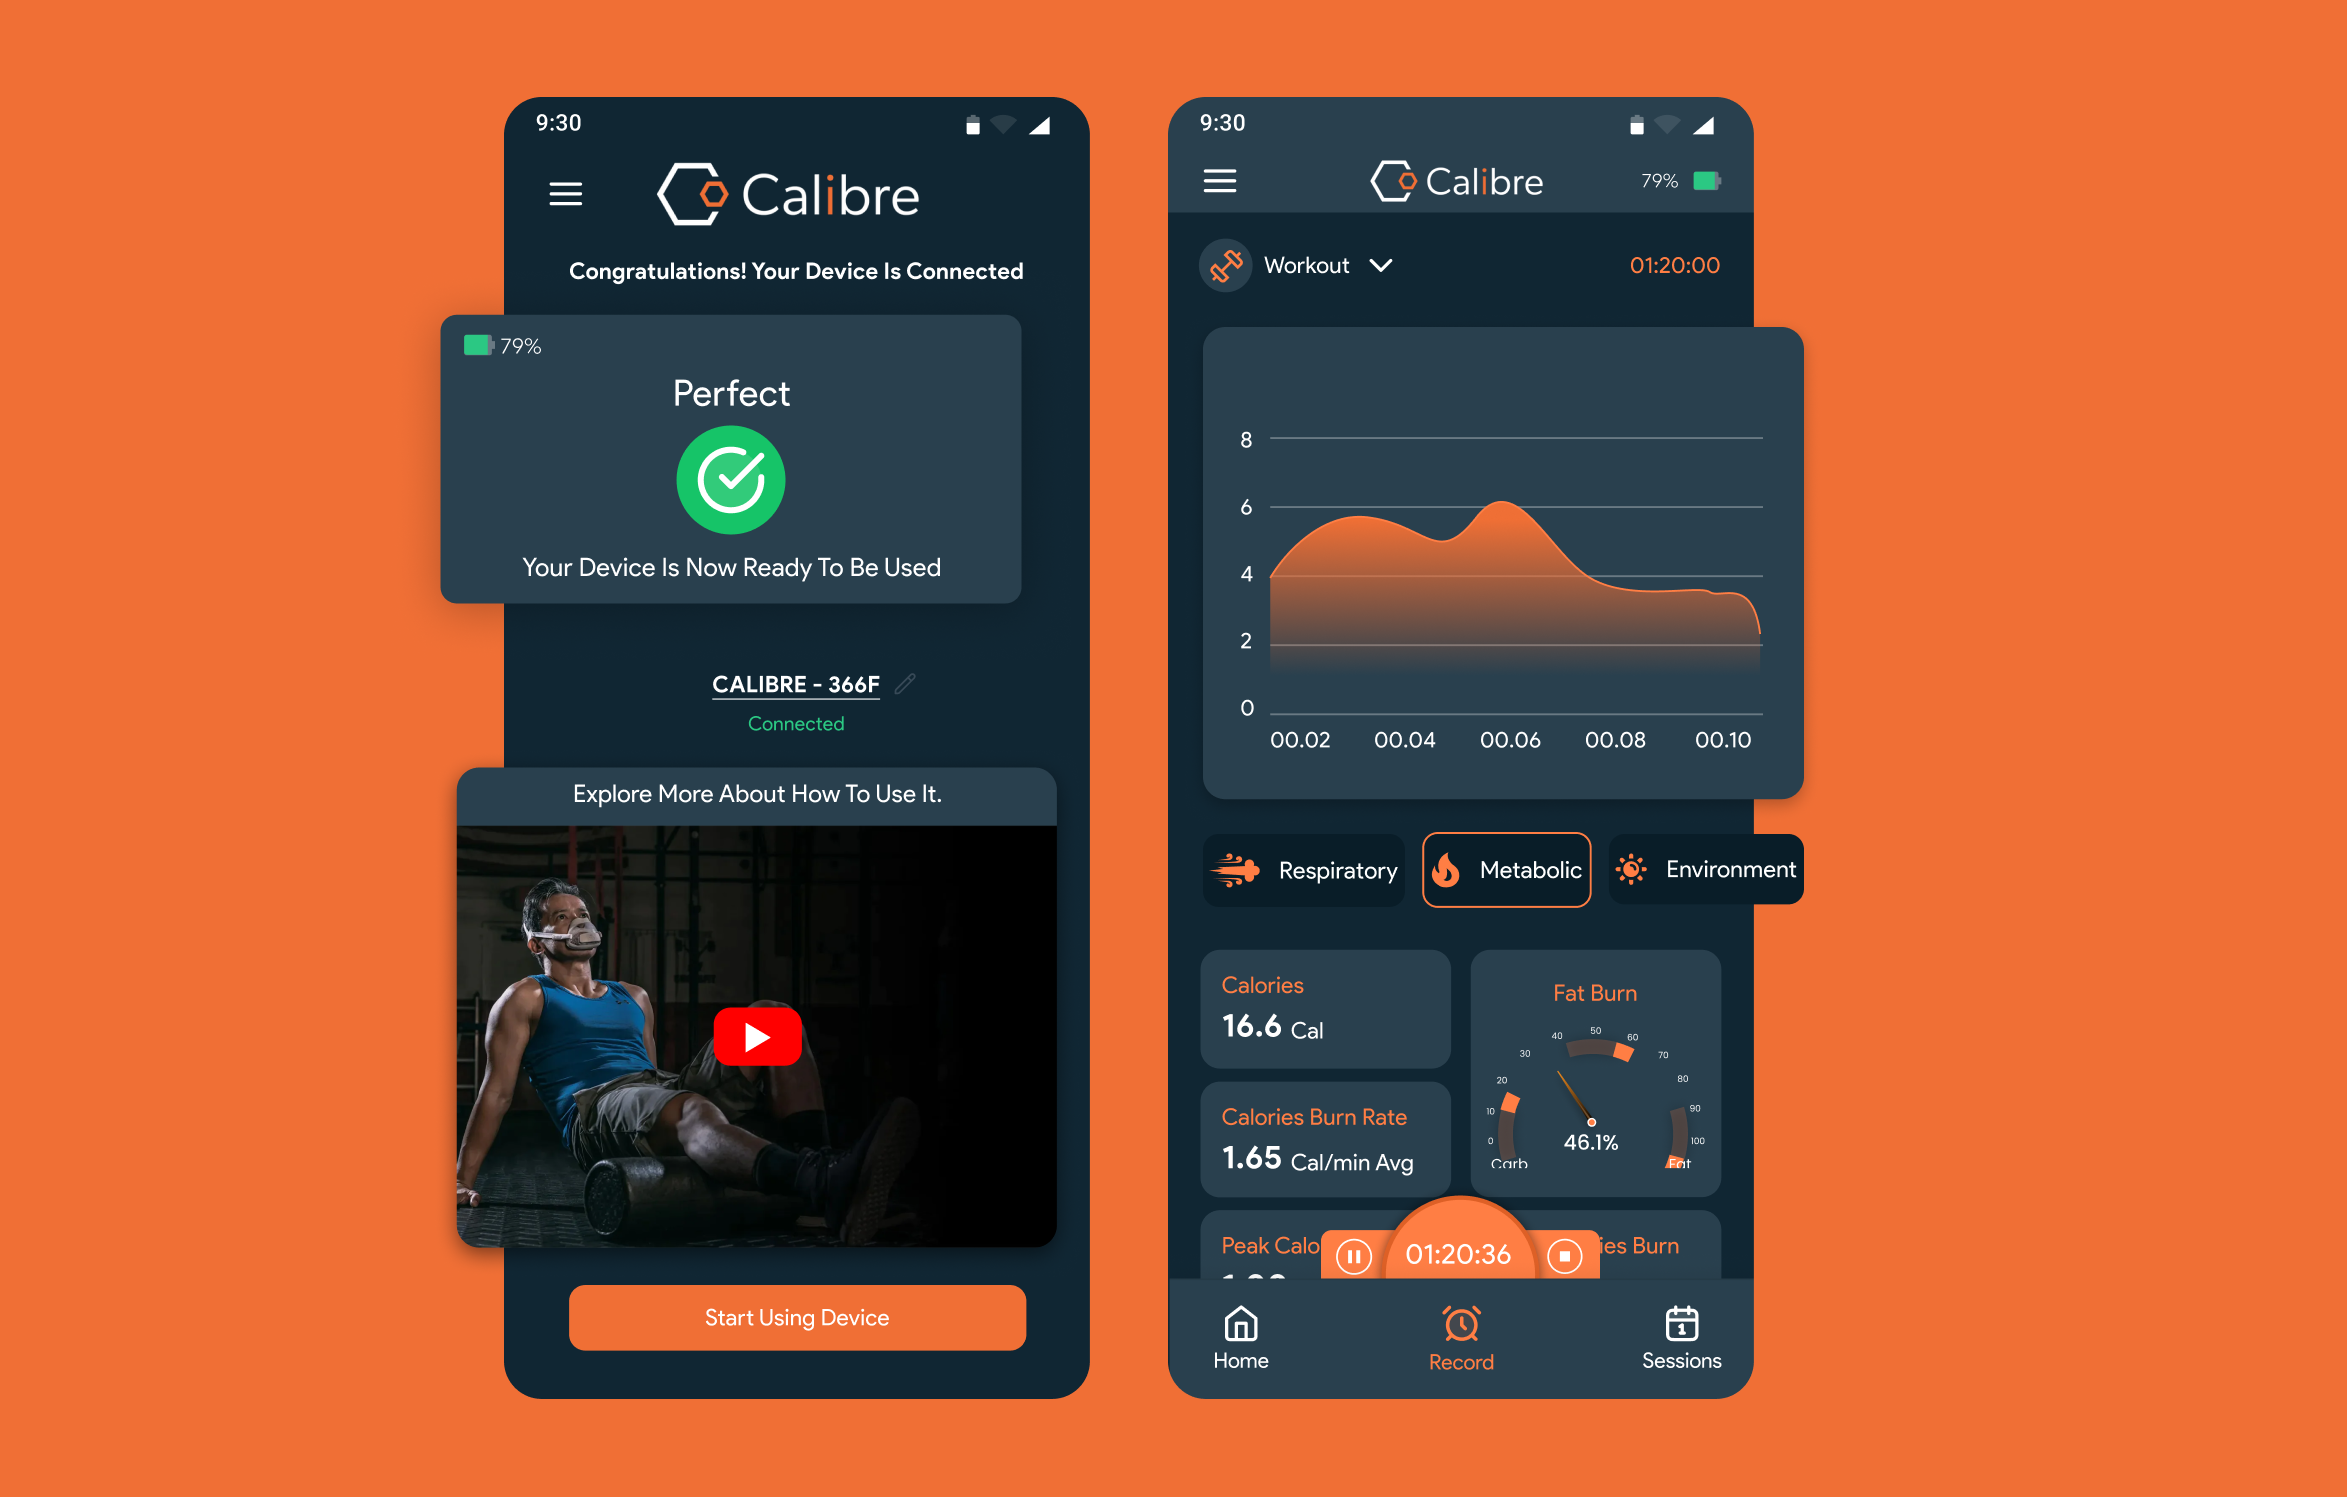 9:30
Calibre
Congratulations! Your Device Is Connected
79%
Perfect
Your Device Is Now Ready To Be Used
CALIBRE - 366F
Connected
Explore More About How To Use It.
Start Using Device
9:30
Calibre
79%
Workout
01:20:00
8
6
4
2
0
00.02 00.04 00.06 00.08 00.10
Respiratory
Metabolic
Environment
Calories
16.6 Cal
Calories Burn Rate
1.65 Cal/min Avg
Fat Burn
0
10
20
30
40
50
60
70
80
90
100
46.1%
Carb
Fat
Peak Calo
ies Burn
01:20:36
Home
Record
1
Sessions